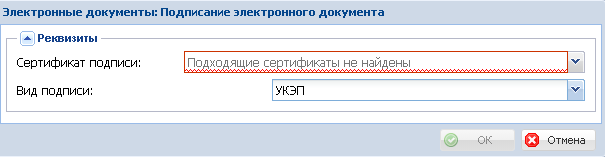 Электронные документы: Подписание электронного документа
Реквизиты
Сертификат подписи: Подходящие сертификаты не найдены
Вид подписи: УКЭП
ОК Отмена